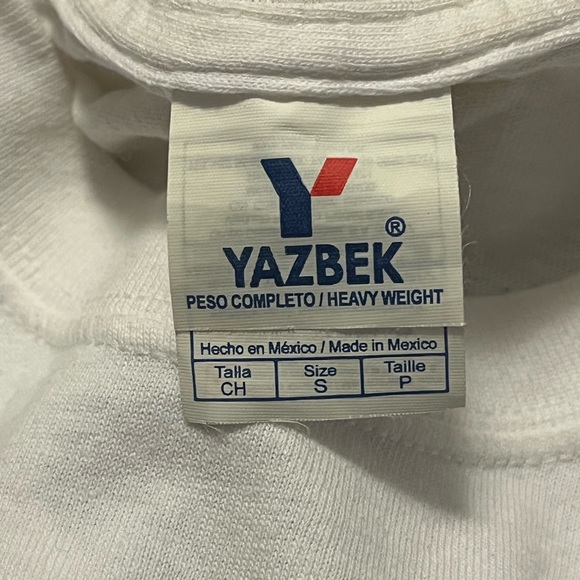 Y
YAZBEK®
PESO COMPLETO / HEAVY WEIGHT
Hecho en México / Made in Mexico
Talla Size Taille
CH S P